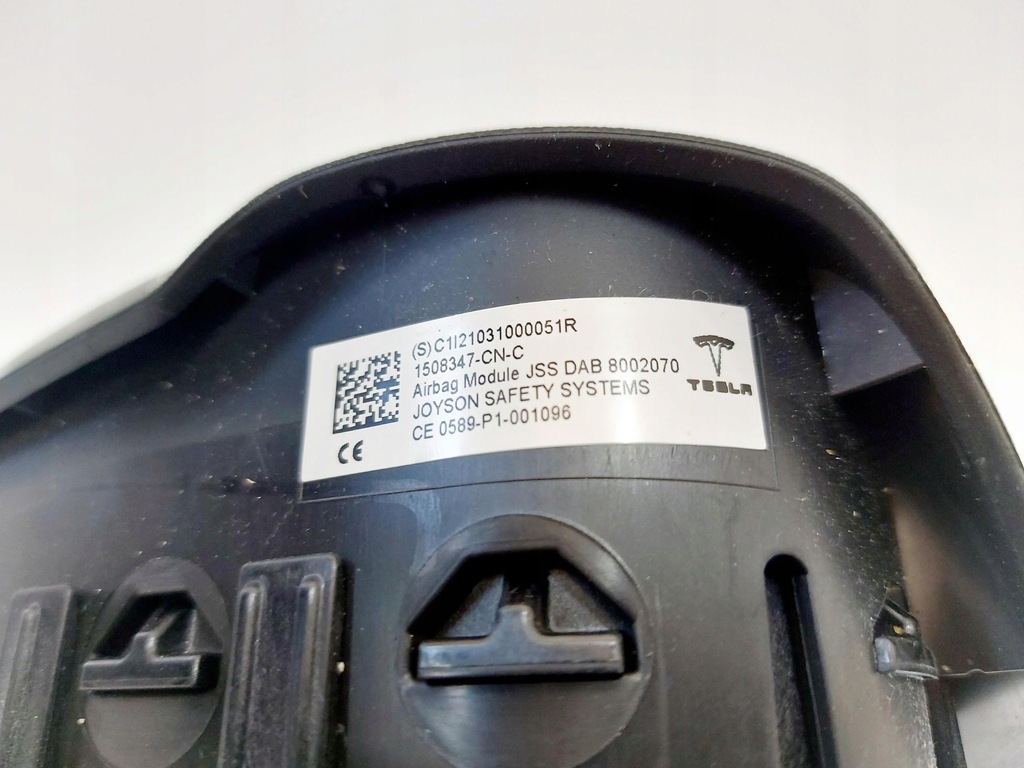 (S) C1I21031000051R
1508347-CN-C
Airbag Module JSS DAB 8002070
JOYSON SAFETY SYSTEMS
CE 0589-P1-001096
CE
TESLA